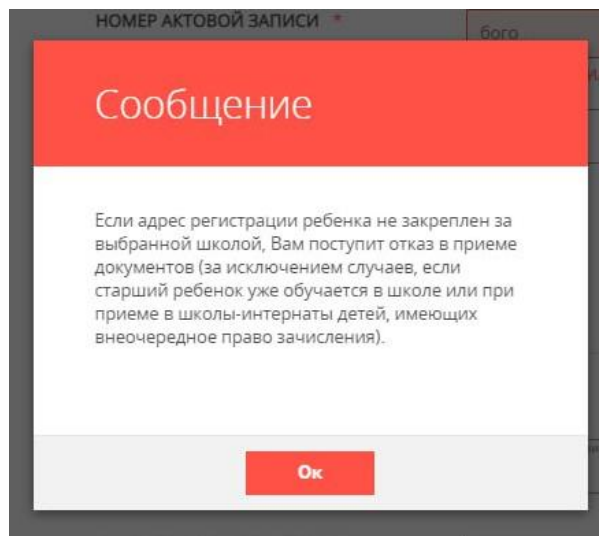 НОМЕР АКТОВОЙ ЗАПИСИ *
бого
Сообщение
Если адрес регистрации ребенка не закреплен за
выбранной школой, Вам поступит отказ в приеме
документов (за исключением случаев, если
старший ребенок уже обучается в школе или при
приеме в школы-интернаты детей, имеющих
внеочередное право зачисления).
Ок